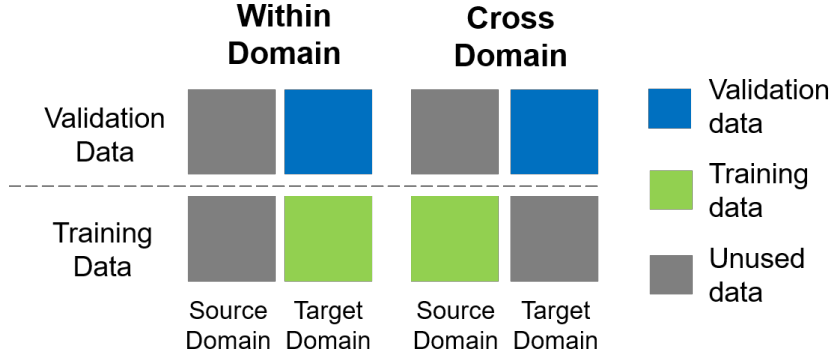 Within
Domain
Cross
Domain
Validation
Data
Training
Data
Source
Domain
Target
Domain
Source
Domain
Target
Domain
Validation
data
Training
data
Unused
data